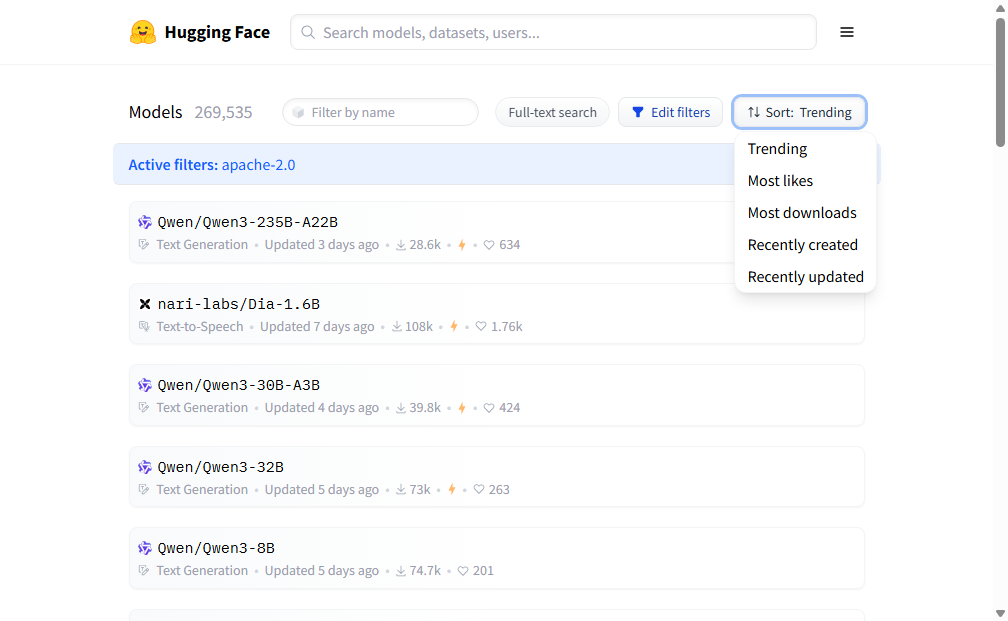 Hugging Face
Search models, datasets, users...
Models 269,535
Filter by name
Full-text search
Edit filters
Sort: Trending
Trending
Most likes
Most downloads
Recently created
Recently updated
Active filters: apache-2.0
Qwen/Qwen3-235B-A22B
Text Generation • Updated 3 days ago • 28.6k • • 634
nari-labs/Dia-1.6B
Text-to-Speech • Updated 7 days ago • 108k • • 1.76k
Qwen/Qwen3-30B-A3B
Text Generation • Updated 4 days ago • 39.8k • • 424
Qwen/Qwen3-32B
Text Generation • Updated 5 days ago • 73k • • 263
Qwen/Qwen3-8B
Text Generation • Updated 5 days ago • 74.7k • 201